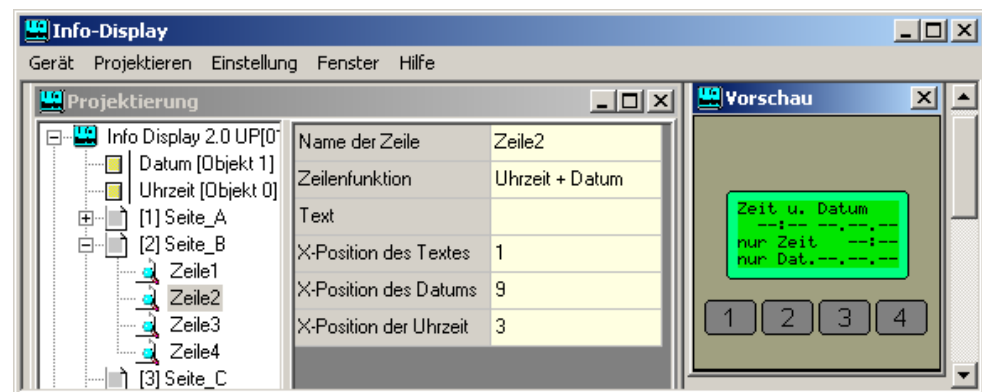 Info-Display
Gerät Projektieren Einstellung Fenster Hilfe
Projektierung
Info Display 2.0 UP[0
Datum [Objekt 1]
Uhrzeit [Objekt 0]
[1] Seite_A
[2] Seite_B
Zeile1
Zeile2
Zeile3
Zeile4
[3] Seite_C
Name der Zeile Zeile2
Zeilenfunktion Uhrzeit + Datum
Text
X-Position des Textes 1
X-Position des Datums 9
X-Position der Uhrzeit 3
Vorschau
Zeit u. Datum
--:-- --.--.--
nur Zeit --:--
nur Dat.--.--.--
1 2 3 4